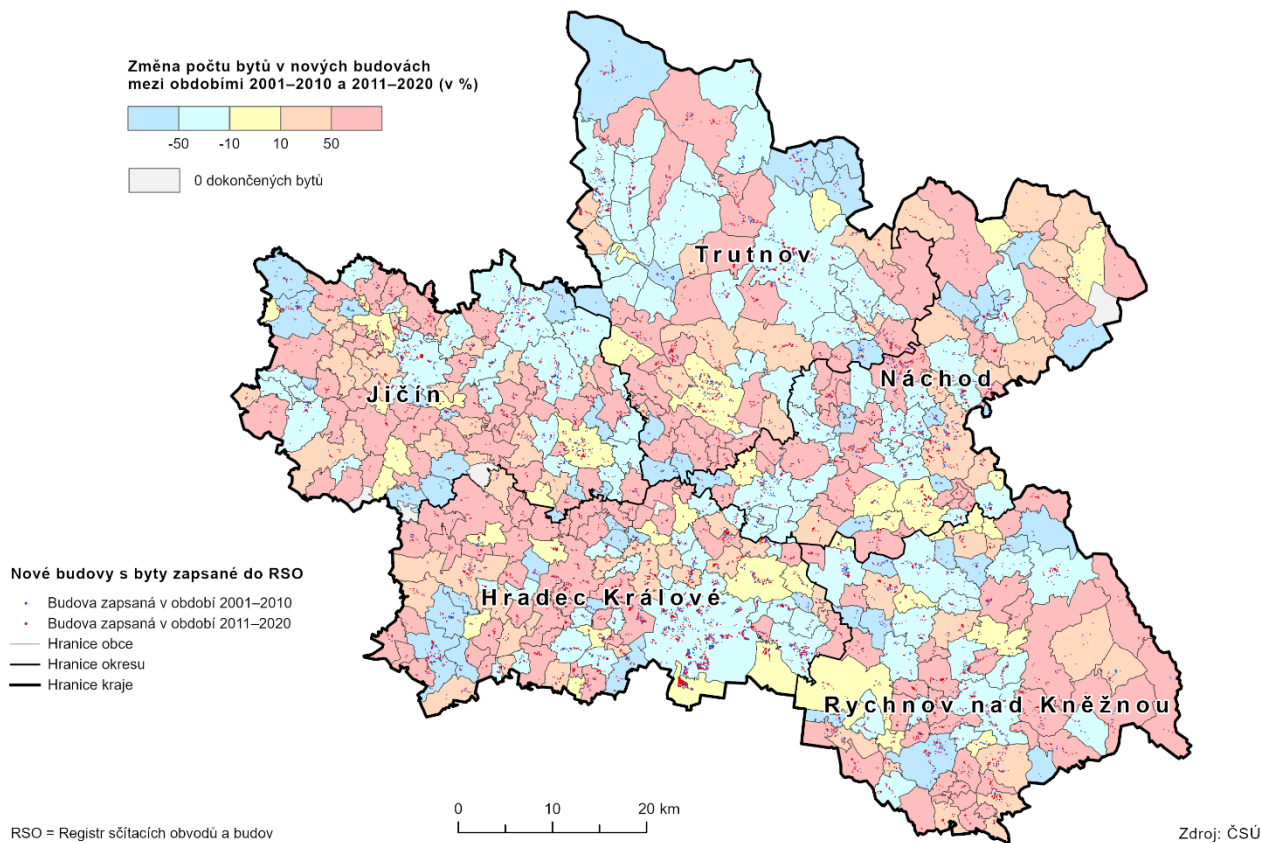 Změna počtu bytů v nových budovách
mezi obdobími 2001–2010 a 2011–2020 (v %)
-50 -10 10 50
0 dokončených bytů
Trutnov
Náchod
Jičín
Hradec Králové
Rychnov nad Kněžnou
Nové budovy s byty zapsané do RSO
Budova zapsaná v období 2001–2010
Budova zapsaná v období 2011–2020
Hranice obce
Hranice okresu
Hranice kraje
0 10 20 km
RSO = Registr sčítacích obvodů a budov
Zdroj: ČSÚ